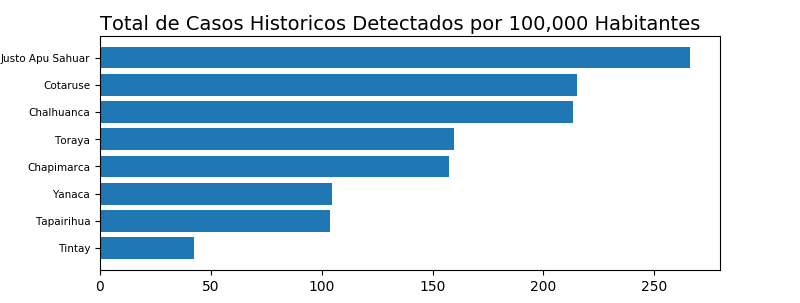 Total de Casos Historicos Detectados por 100,000 Habitantes
Justo Apu Sahuar
Cotaruse
Chalhuanca
Toraya
Chapimarca
Yanaca
Tapairihua
Tintay
0 50 100 150 200 250